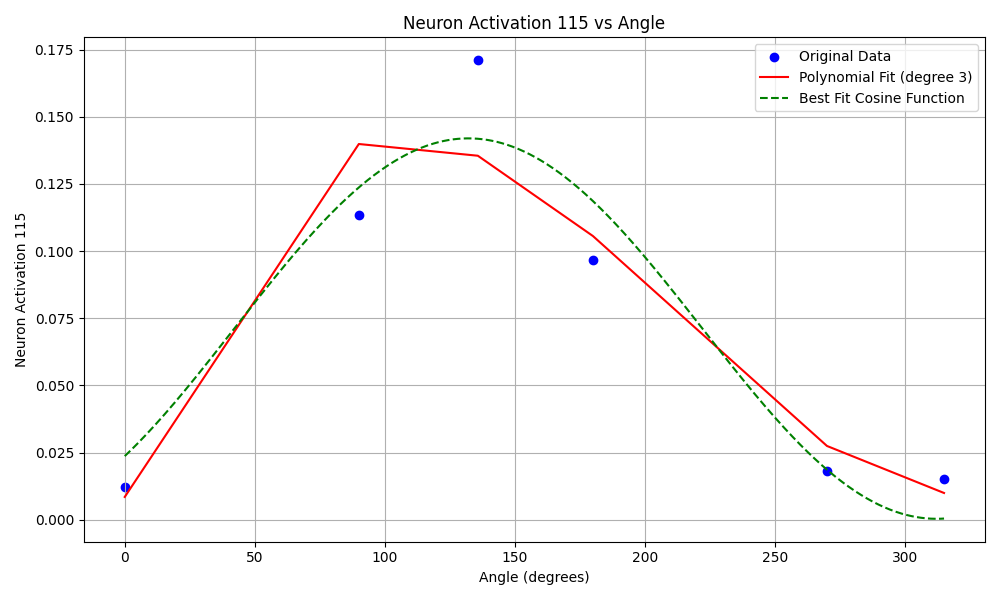 Neuron Activation 115 vs Angle
Original Data
Polynomial Fit (degree 3)
Best Fit Cosine Function
Neuron Activation 115
0.175
0.150
0.125
0.100
0.075
0.050
0.025
0.000
0 50 100 150 200 250 300
Angle (degrees)